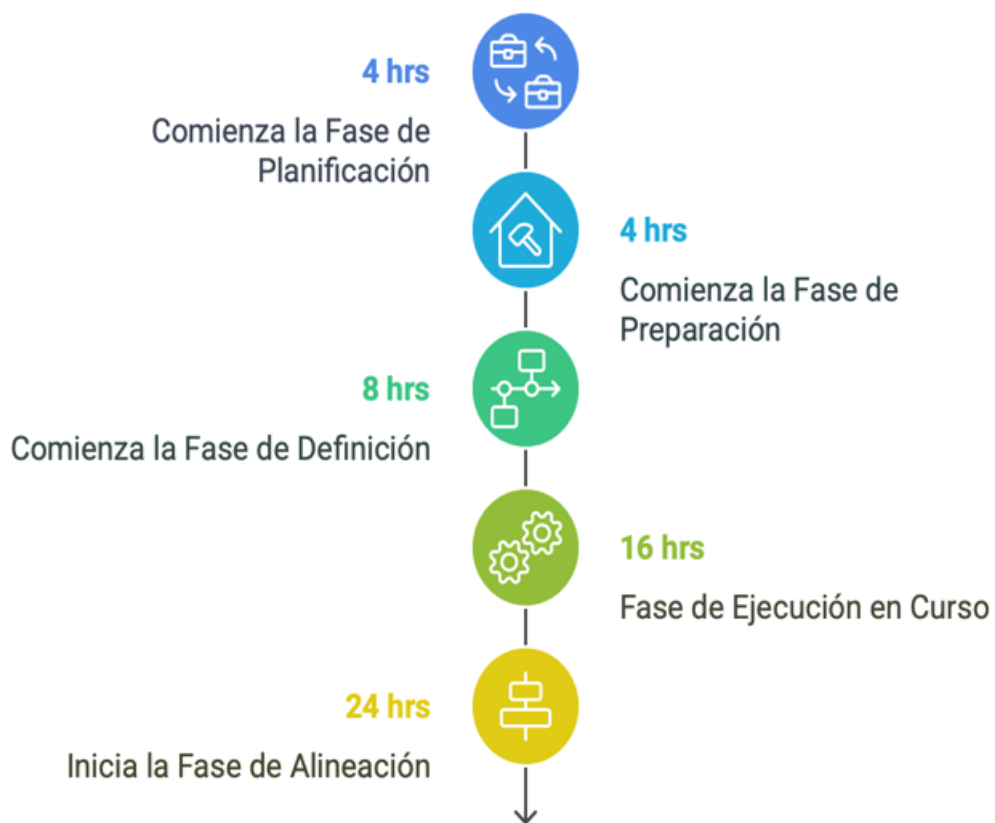 4 hrs
Comienza la Fase de
Planificación
4 hrs
Comienza la Fase de
Preparación
8 hrs
Comienza la Fase de Definición
16 hrs
Fase de Ejecución en Curso
24 hrs
Inicia la Fase de Alineación